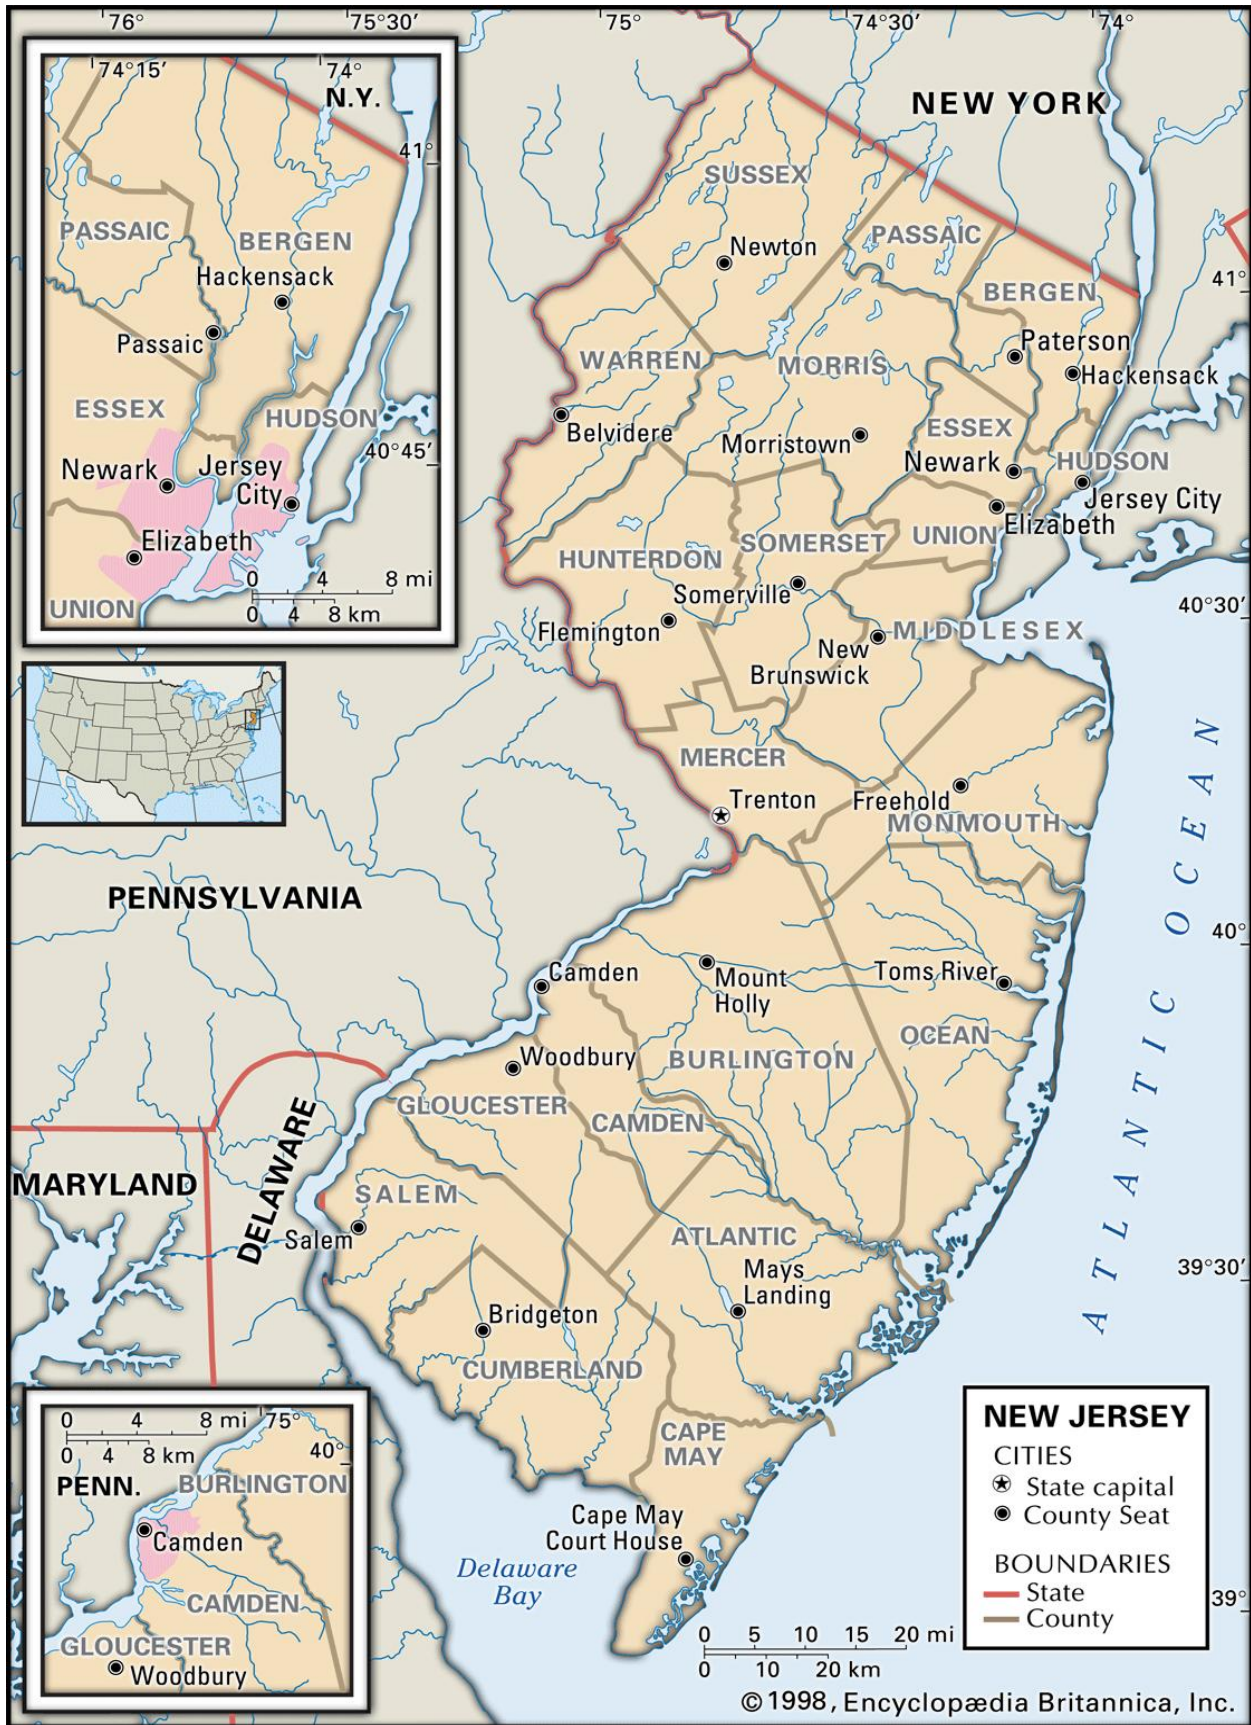 76°
75°30'
75°
74°30'
74°
74°15'
74°
N.Y.
41°
PASSAIC
BERGEN
Hackensack
Passaic
ESSEX
HUDSON
40°45'
Newark
Jersey
City
Elizabeth
UNION
0 4 8 mi
0 4 8 km
NEW YORK
SUSSEX
Newton
PASSAIC
BERGEN
41°
Paterson
Hackensack
WARREN
MORRIS
Belvidere
Morristown
ESSEX
Newark
HUDSON
Jersey City
Elizabeth
UNION
HUNTERDON
SOMERSET
Somerville
Flemington
40°30'
MIDDLESEX
New
Brunswick
MERCER
Trenton
Freehold
MONMOUTH
PENNSYLVANIA
ATLANTIC OCEAN
40°
Camden
Mount
Holly
Toms River
OCEAN
Woodbury
BURLINGTON
GLOUCESTER
CAMDEN
DELAWARE
MARYLAND
SALEM
Salem
ATLANTIC
Mays
Landing
39°30'
Bridgeton
CUMBERLAND
CAPE
MAY
Cape May
Court House
Delaware
Bay
39°
0 4 8 mi
0 4 8 km
75°
40°
PENN.
BURLINGTON
Camden
CAMDEN
GLOUCESTER
Woodbury
NEW JERSEY
CITIES
State capital
County Seat
BOUNDARIES
State
County
0 5 10 15 20 mi
0 10 20 km
© 1998, Encyclopædia Britannica, Inc.